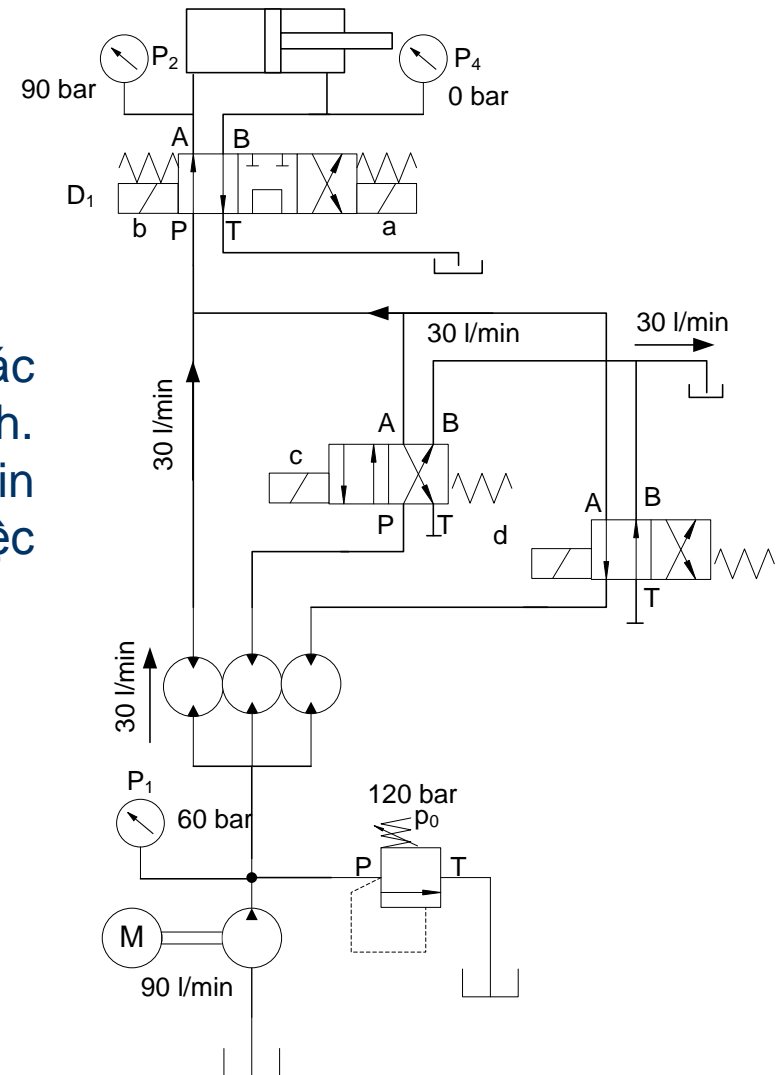 P₂
P₄
90 bar
0 bar
A B
D₁
b P T a
30 l/min
30 l/min
30 l/min
ác
h.
in
ệc
A B
c
P T
A B
d
T
30 l/min
P₁
60 bar
120 bar
p₀
P T
M
90 l/min